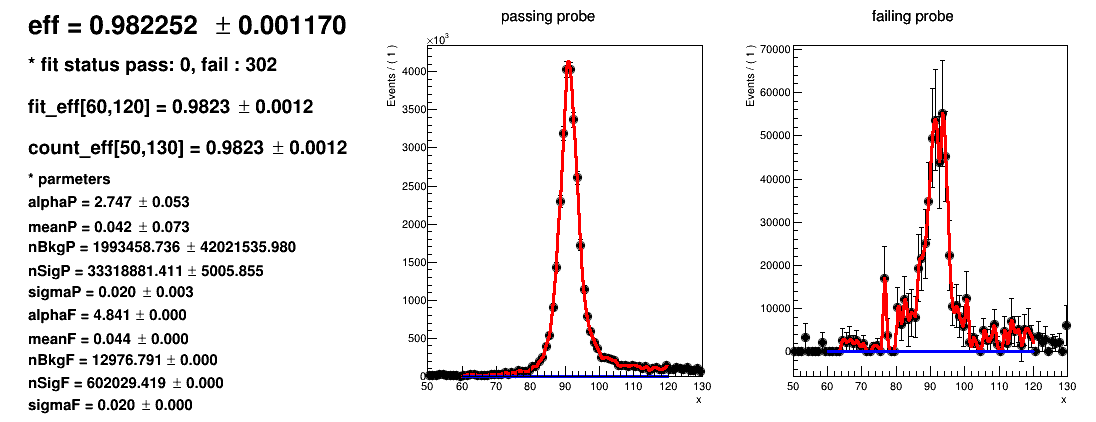 eff = 0.982252 ± 0.001170
* fit status pass: 0, fail : 302
fit_eff[60,120] = 0.9823 ± 0.0012
count_eff[50,130] = 0.9823 ± 0.0012
* parmeters
alphaP = 2.747 ± 0.053
meanP = 0.042 ± 0.073
nBkgP = 1993458.736 ± 42021535.980
nSigP = 33318881.411 ± 5005.855
sigmaP = 0.020 ± 0.003
alphaF = 4.841 ± 0.000
meanF = 0.044 ± 0.000
nBkgF = 12976.791 ± 0.000
nSigF = 602029.419 ± 0.000
sigmaF = 0.020 ± 0.000
passing probe
×10³
Events / ( 1 )
4000
3500
3000
2500
2000
1500
1000
500
0
50 60 70 80 90 100 110 120 130
x
failing probe
Events / ( 1 )
70000
60000
50000
40000
30000
20000
10000
0
50 60 70 80 90 100 110 120 130
x